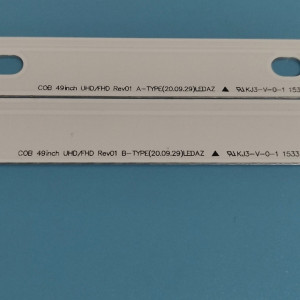 COB 49inch UHD/FHD Rev01 A-TYPE(20.09.29)LEDAZ ▲ KJ3-V-0-1 1533
COB 49inch UHD/FHD Rev01 B-TYPE(20.09.29)LEDAZ ▲ KJ3-V-0-1 1533